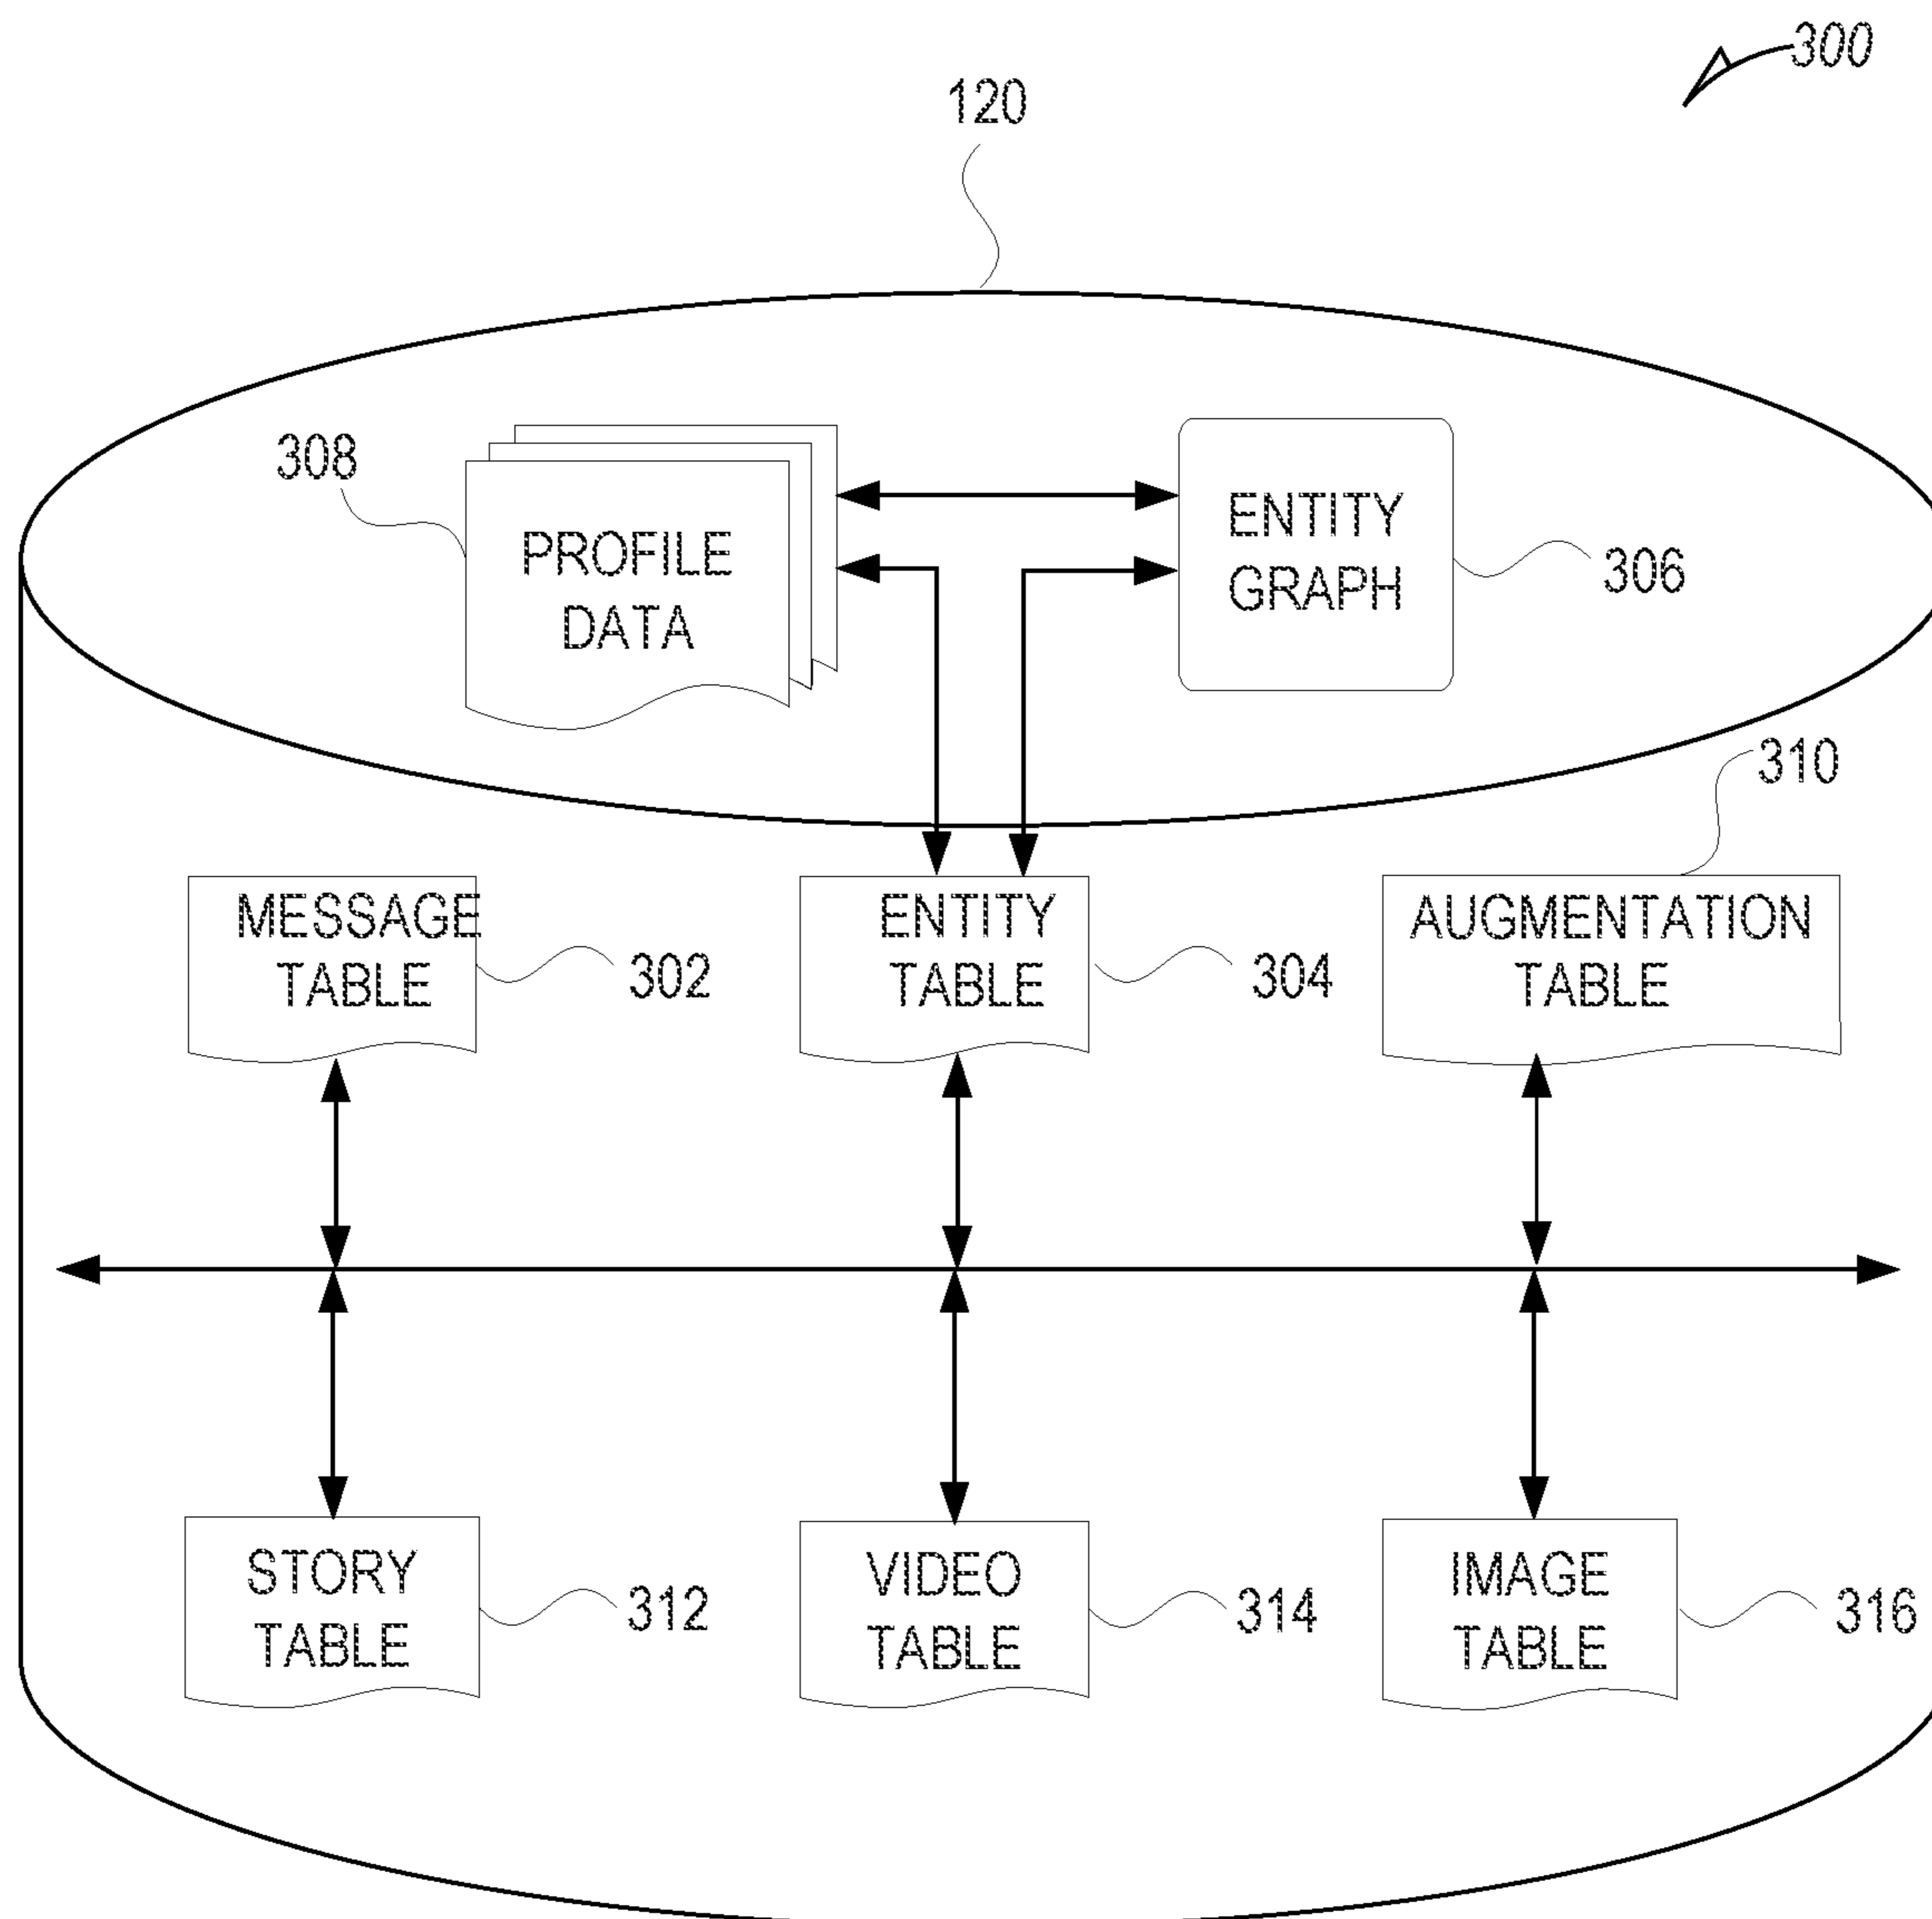 300
120
308
PROFILE
DATA
ENTITY
GRAPH
306
310
MESSAGE
TABLE
302
ENTITY
TABLE
304
AUGMENTATION
TABLE
STORY
TABLE
312
VIDEO
TABLE
314
IMAGE
TABLE
316